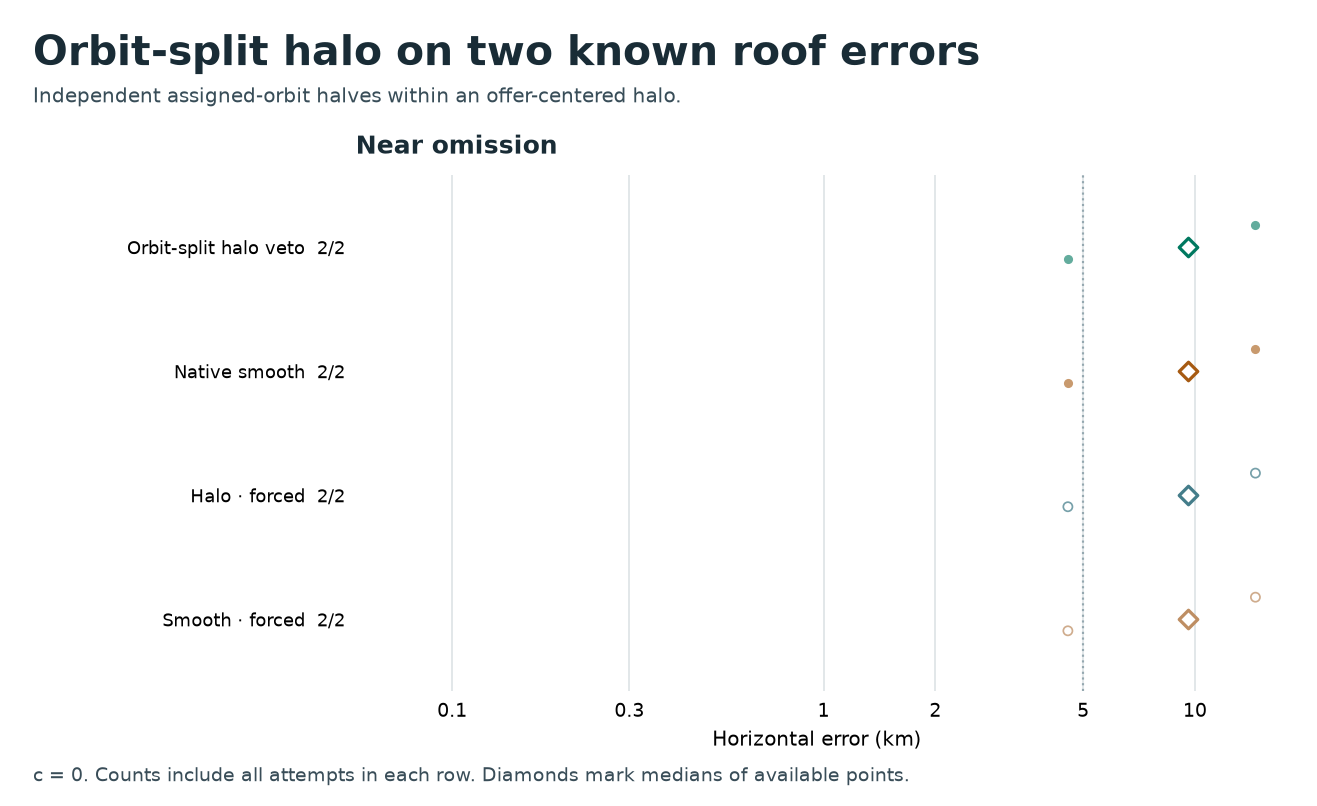 Orbit-split halo on two known roof errors
Independent assigned-orbit halves within an offer-centered halo.
Near omission
Orbit-split halo veto 2/2
Native smooth 2/2
Halo · forced 2/2
Smooth · forced 2/2
0.1 0.3 1 2 5 10
Horizontal error (km)
c = 0. Counts include all attempts in each row. Diamonds mark medians of available points.